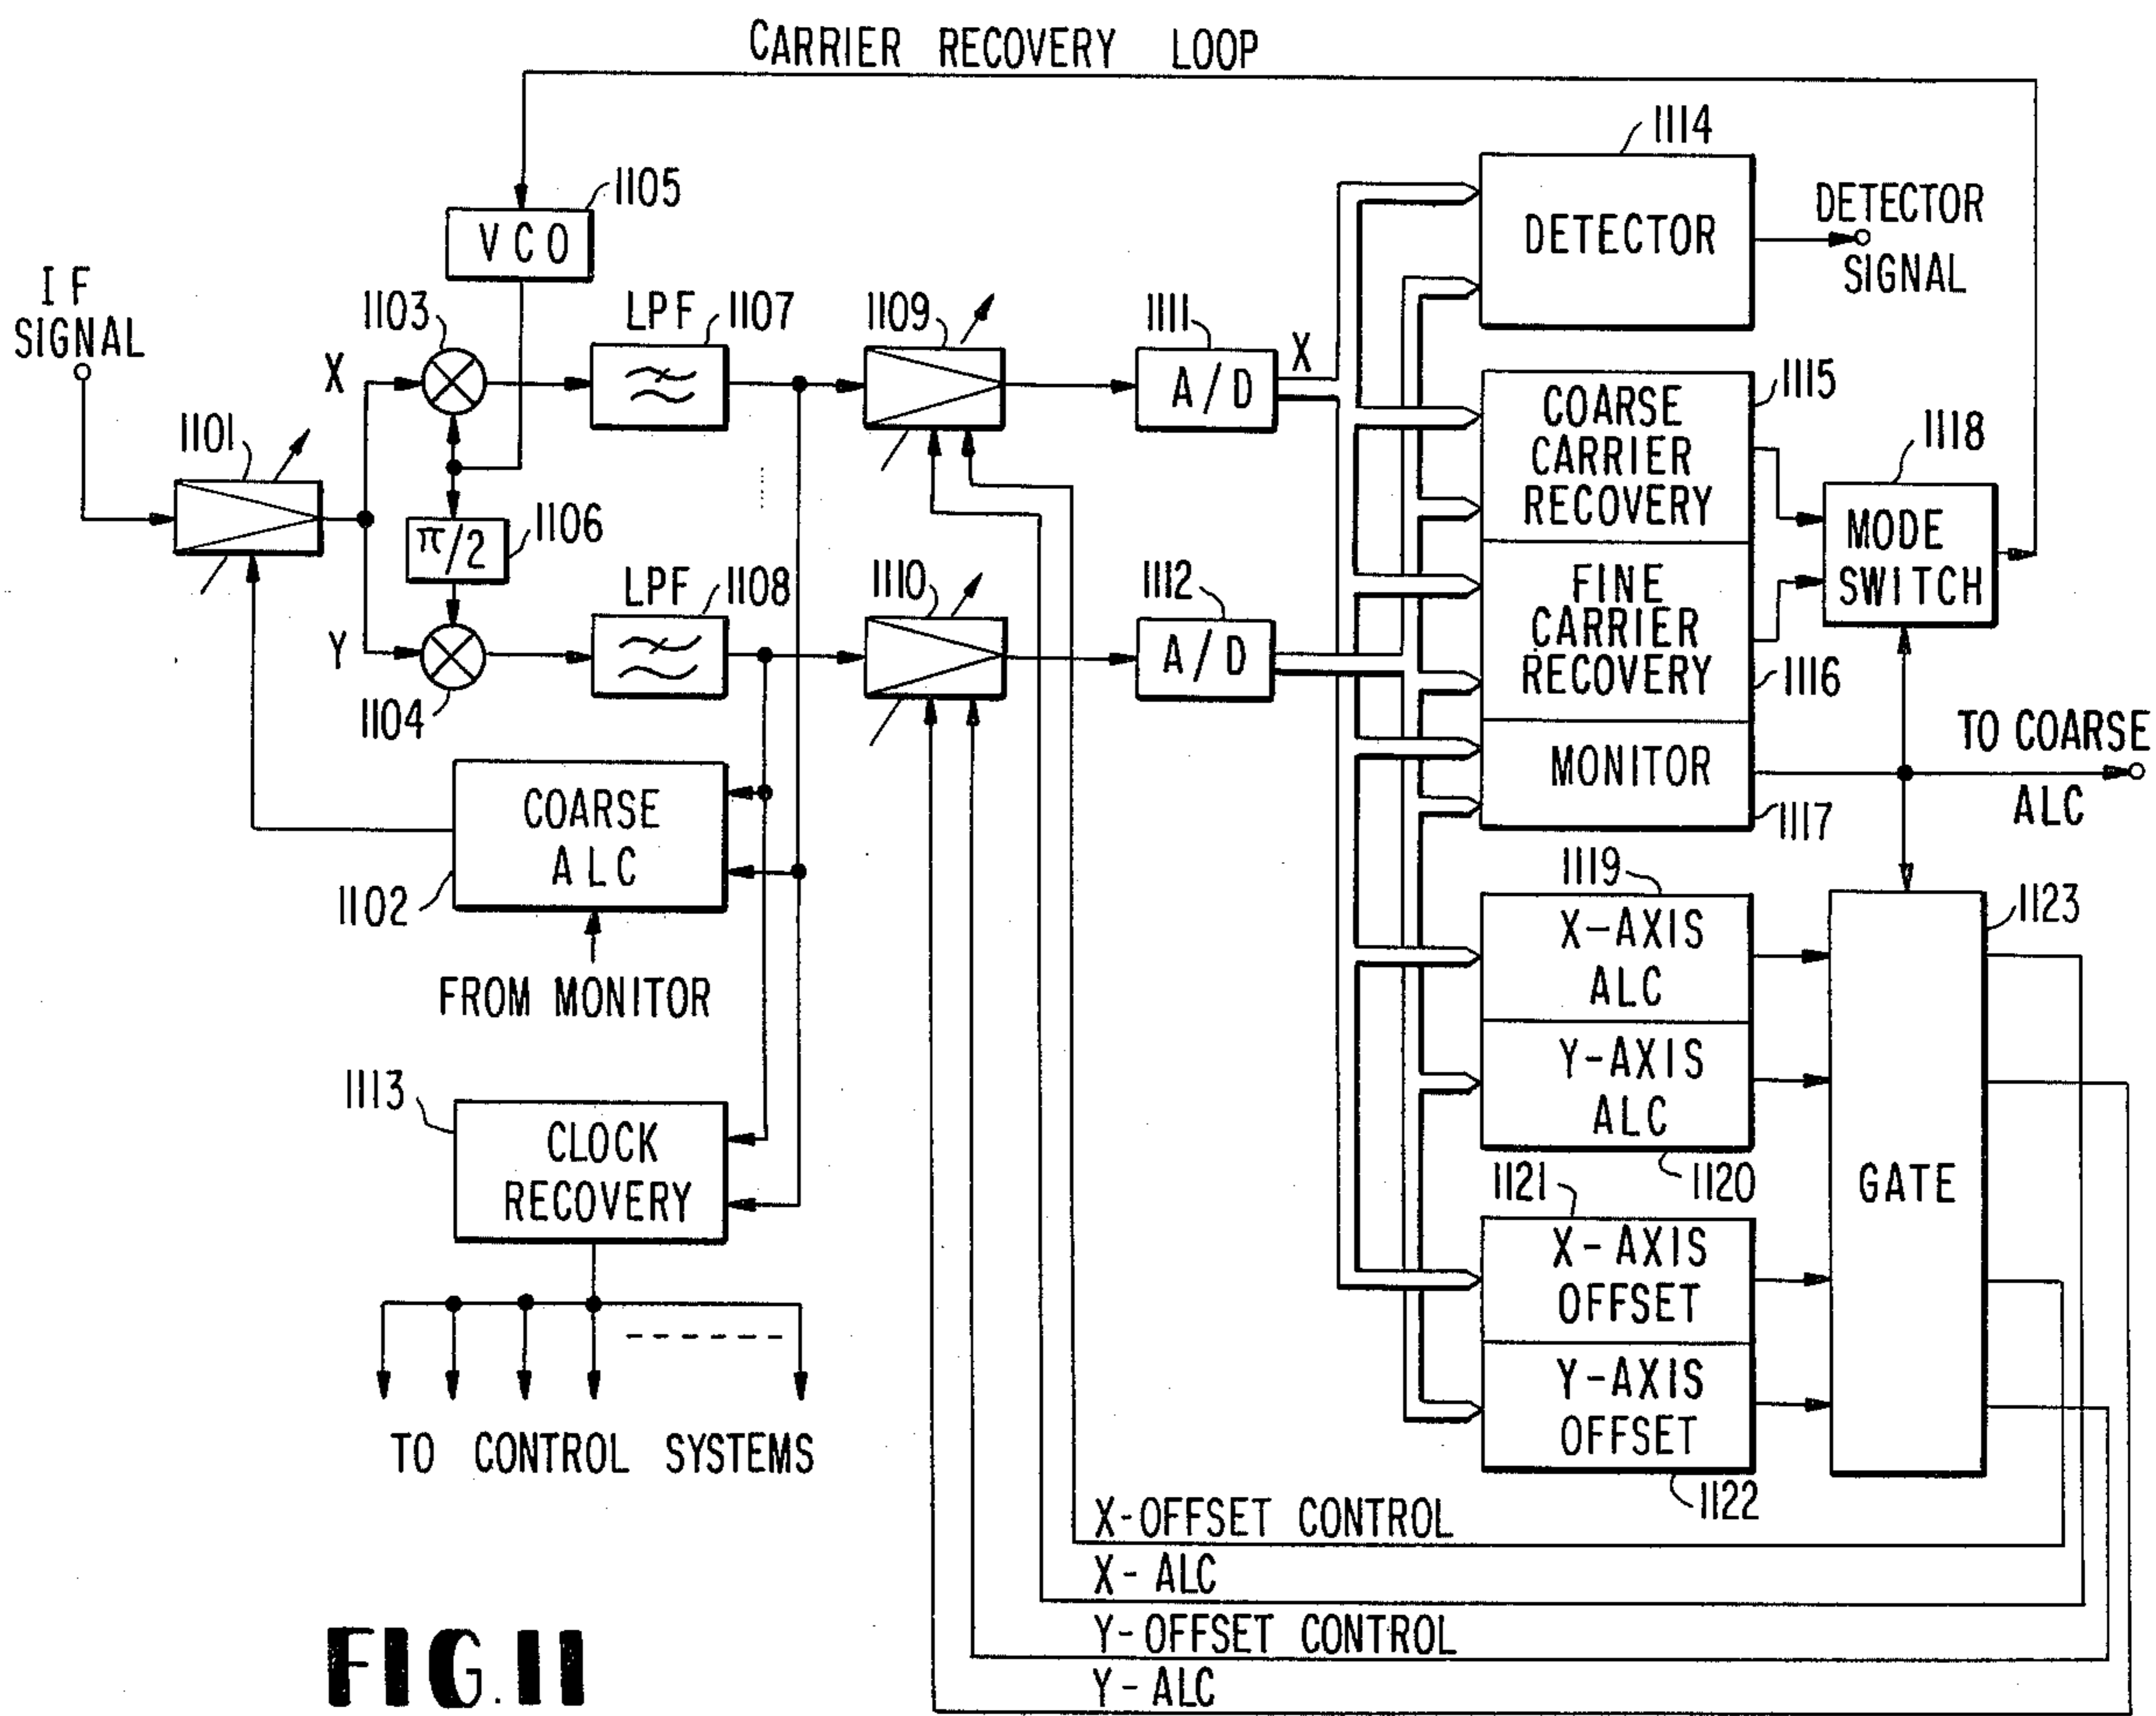 CARRIER RECOVERY LOOP
1114
1105
VCO
DETECTOR
DETECTOR
SIGNAL
IF
SIGNAL
1103
LPF
1107
1109
1111
X
X
A/D
COARSE
CARRIER
RECOVERY
1115
1118
MODE
SWITCH
1101
π/2
1106
FINE
CARRIER
RECOVERY
1116
LPF
1108
1110
1112
Y
A/D
1104
MONITOR
1117
TO COARSE
ALC
COARSE
ALC
1102
FROM MONITOR
1119
X-AXIS
ALC
Y-AXIS
ALC
1120
1123
GATE
1113
CLOCK
RECOVERY
1121
X-AXIS
OFFSET
Y-AXIS
OFFSET
1122
TO CONTROL SYSTEMS
X-OFFSET CONTROL
X-ALC
Y-OFFSET CONTROL
Y-ALC
FIG.11